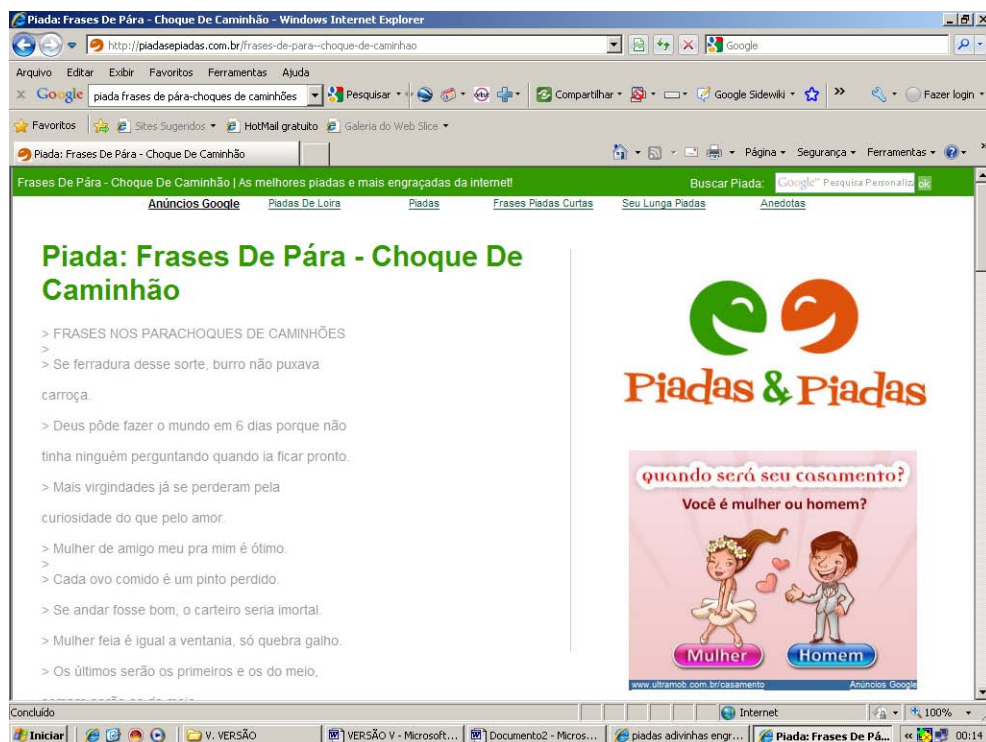 Piada: Frases De Pára - Choque De Caminhão - Windows Internet Explorer
http://piadasepiadas.com.br/frases-de-para--choque-de-caminhao
Google
Arquivo Editar Exibir Favoritos Ferramentas Ajuda
Google piada frases de pára-choques de caminhões Pesquisar Compartilhar Google Sidewiki Fazer login
Favoritos Sites Sugeridos HotMail gratuito Galeria do Web Slice
Piada: Frases De Pára - Choque De Caminhão Página Segurança Ferramentas
Frases De Pára - Choque De Caminhão | As melhores piadas e mais engraçadas da internet! Buscar Piada: Google™ Pesquisa Personaliz ok
Anúncios Google Piadas De Loira Piadas Frases Piadas Curtas Seu Lunga Piadas Anedotas
Piada: Frases De Pára - Choque De
Caminhão
> FRASES NOS PARACHOQUES DE CAMINHÕES
>
> Se ferradura desse sorte, burro não puxava
carroça.
> Deus pôde fazer o mundo em 6 dias porque não
tinha ninguém perguntando quando ia ficar pronto.
> Mais virgindades já se perderam pela
curiosidade do que pelo amor.
> Mulher de amigo meu pra mim é ótimo.
>
> Cada ovo comido é um pinto perdido.
> Se andar fosse bom, o carteiro seria imortal.
> Mulher feia é igual a ventania, só quebra galho.
> Os últimos serão os primeiros e os do meio,
Piadas & Piadas
quando será seu casamento?
Você é mulher ou homem?
Mulher Homem
www.ultramob.com.br/casamento Anúncios Google
Concluído Internet 100%
Iniciar V. VERSÃO VERSÃO V - Microsoft... Documento2 - Micros... piadas adivinhas engr... Piada: Frases De Pá... 00:14